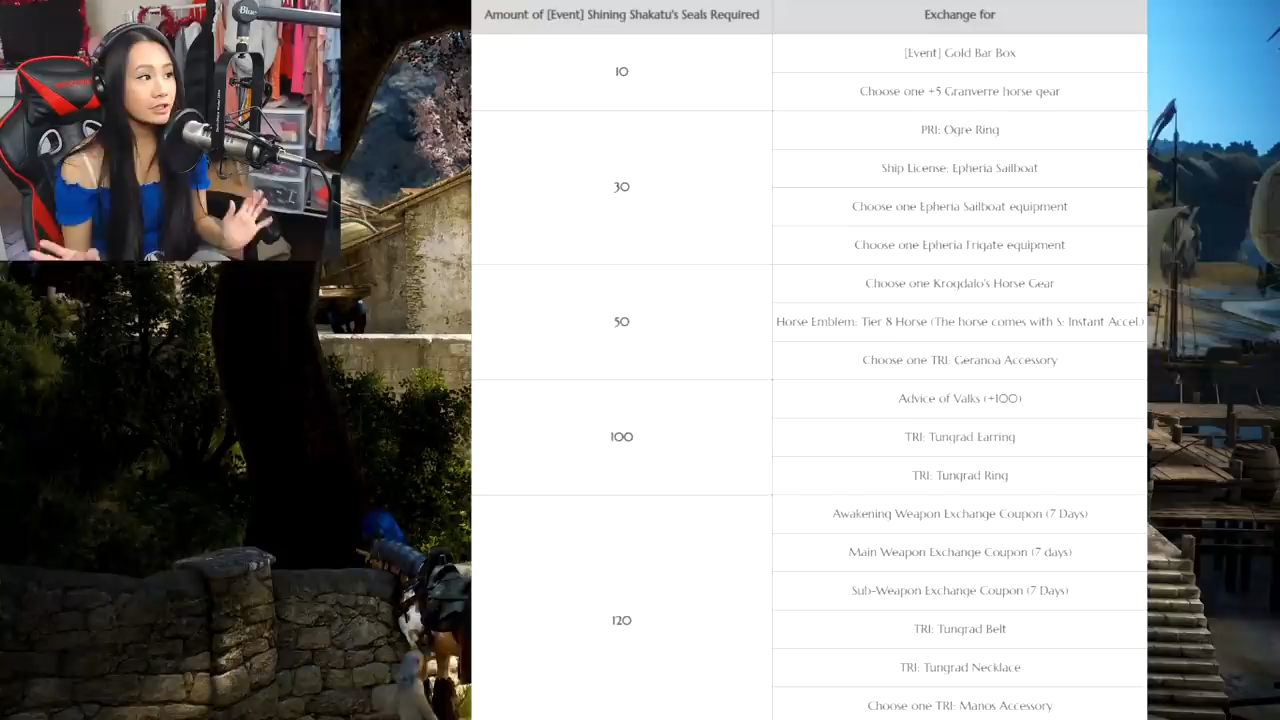 Amount of [Event] Shining Shakatu's Seals Required
Exchange for
10
[Event] Gold Bar Box
Choose one +5 Granverre horse gear
30
PRI: Ogre Ring
Ship License: Epheria Sailboat
Choose one Epheria Sailboat equipment
Choose one Epheria Frigate equipment
50
Choose one Krogdalo's Horse Gear
Horse Emblem: Tier 8 Horse (The horse comes with S: Instant Accel.)
Choose one TRI: Geranoa Accessory
100
Advice of Valks (+100)
TRI: Tungrad Earring
TRI: Tungrad Ring
120
Awakening Weapon Exchange Coupon (7 Days)
Main Weapon Exchange Coupon (7 days)
Sub-Weapon Exchange Coupon (7 Days)
TRI: Tungrad Belt
TRI: Tungrad Necklace
Choose one TRI: Manos Accessory
Blue